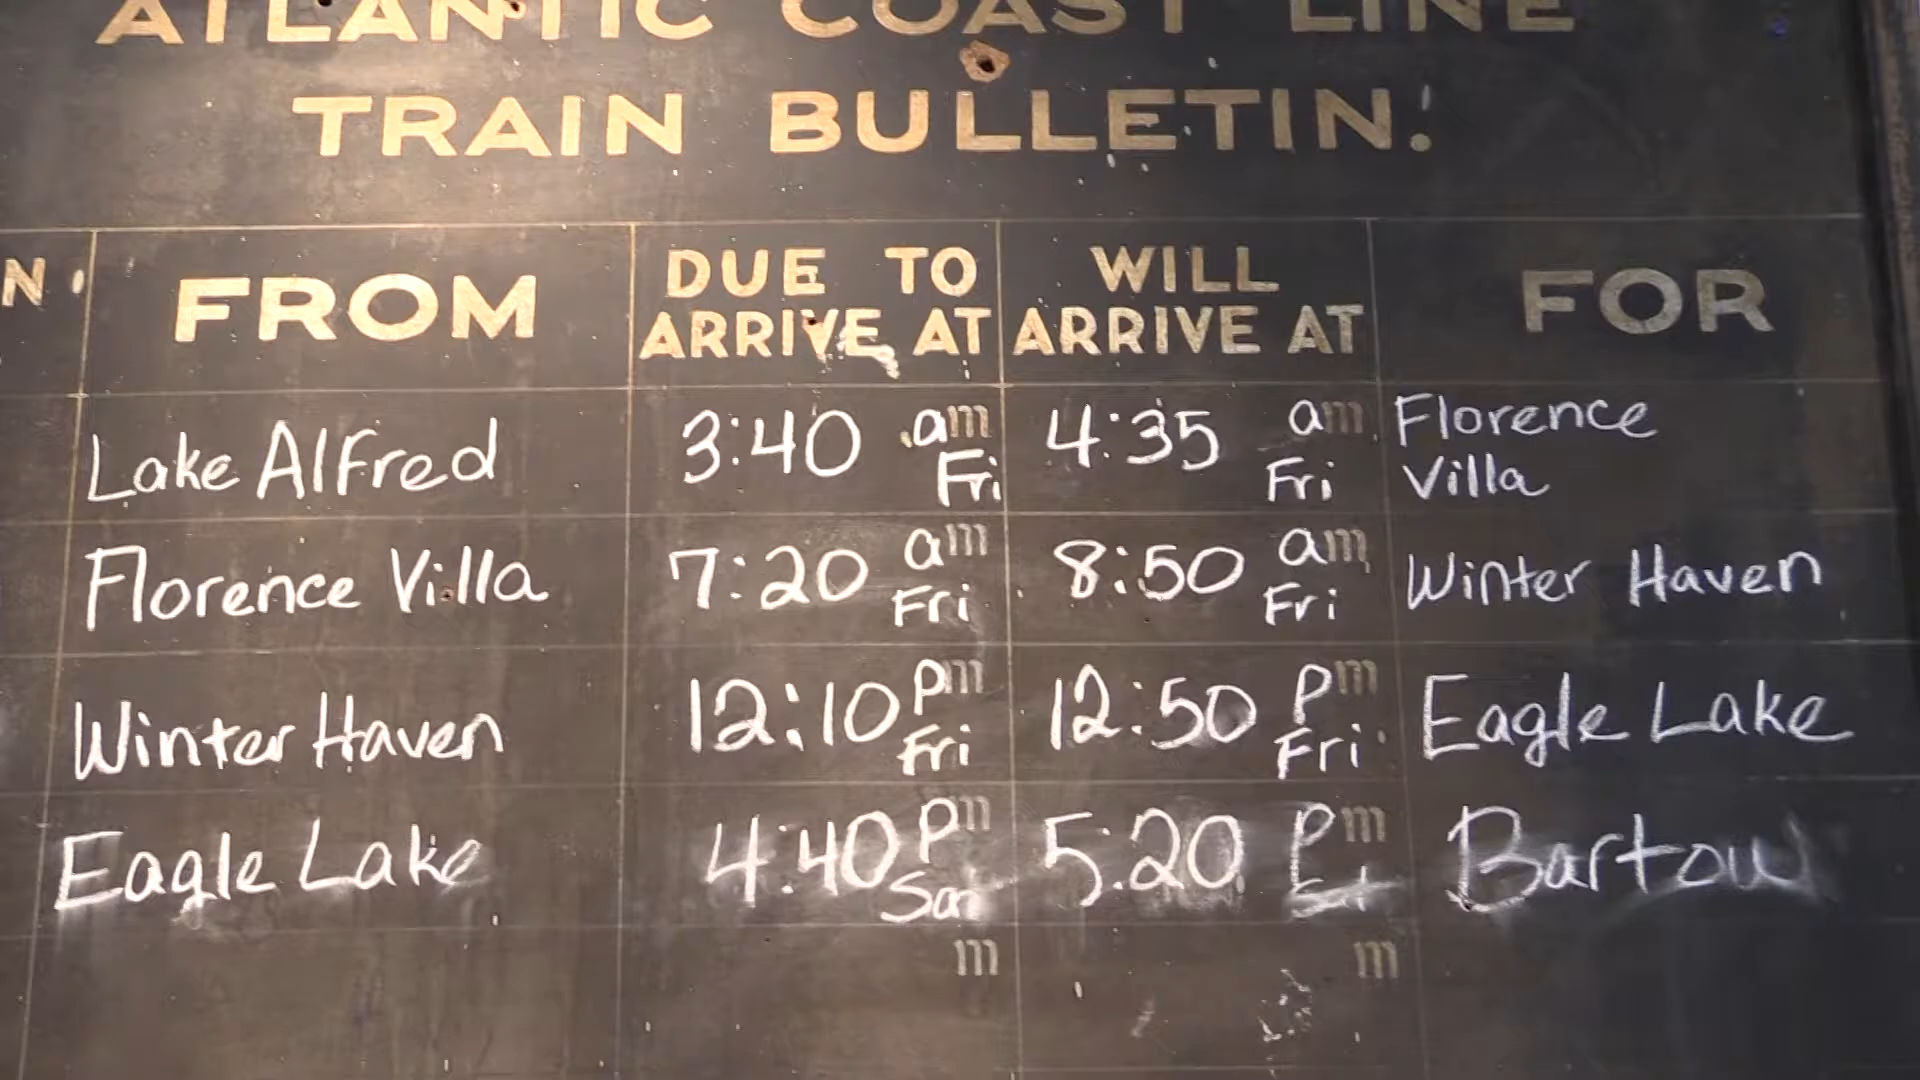 ATLANTIC COAST LINE
TRAIN BULLETIN.
N. FROM DUE TO ARRIVE AT WILL ARRIVE AT FOR
Lake Alfred 3:40 am Fri 4:35 am Fri Florence Villa
Florence Villa 7:20 am Fri 8:50 am Fri Winter Haven
Winter Haven 12:10 pm Fri 12:50 pm Fri Eagle Lake
Eagle Lake 4:40 pm Sat 5:20 pm Bartow
m m